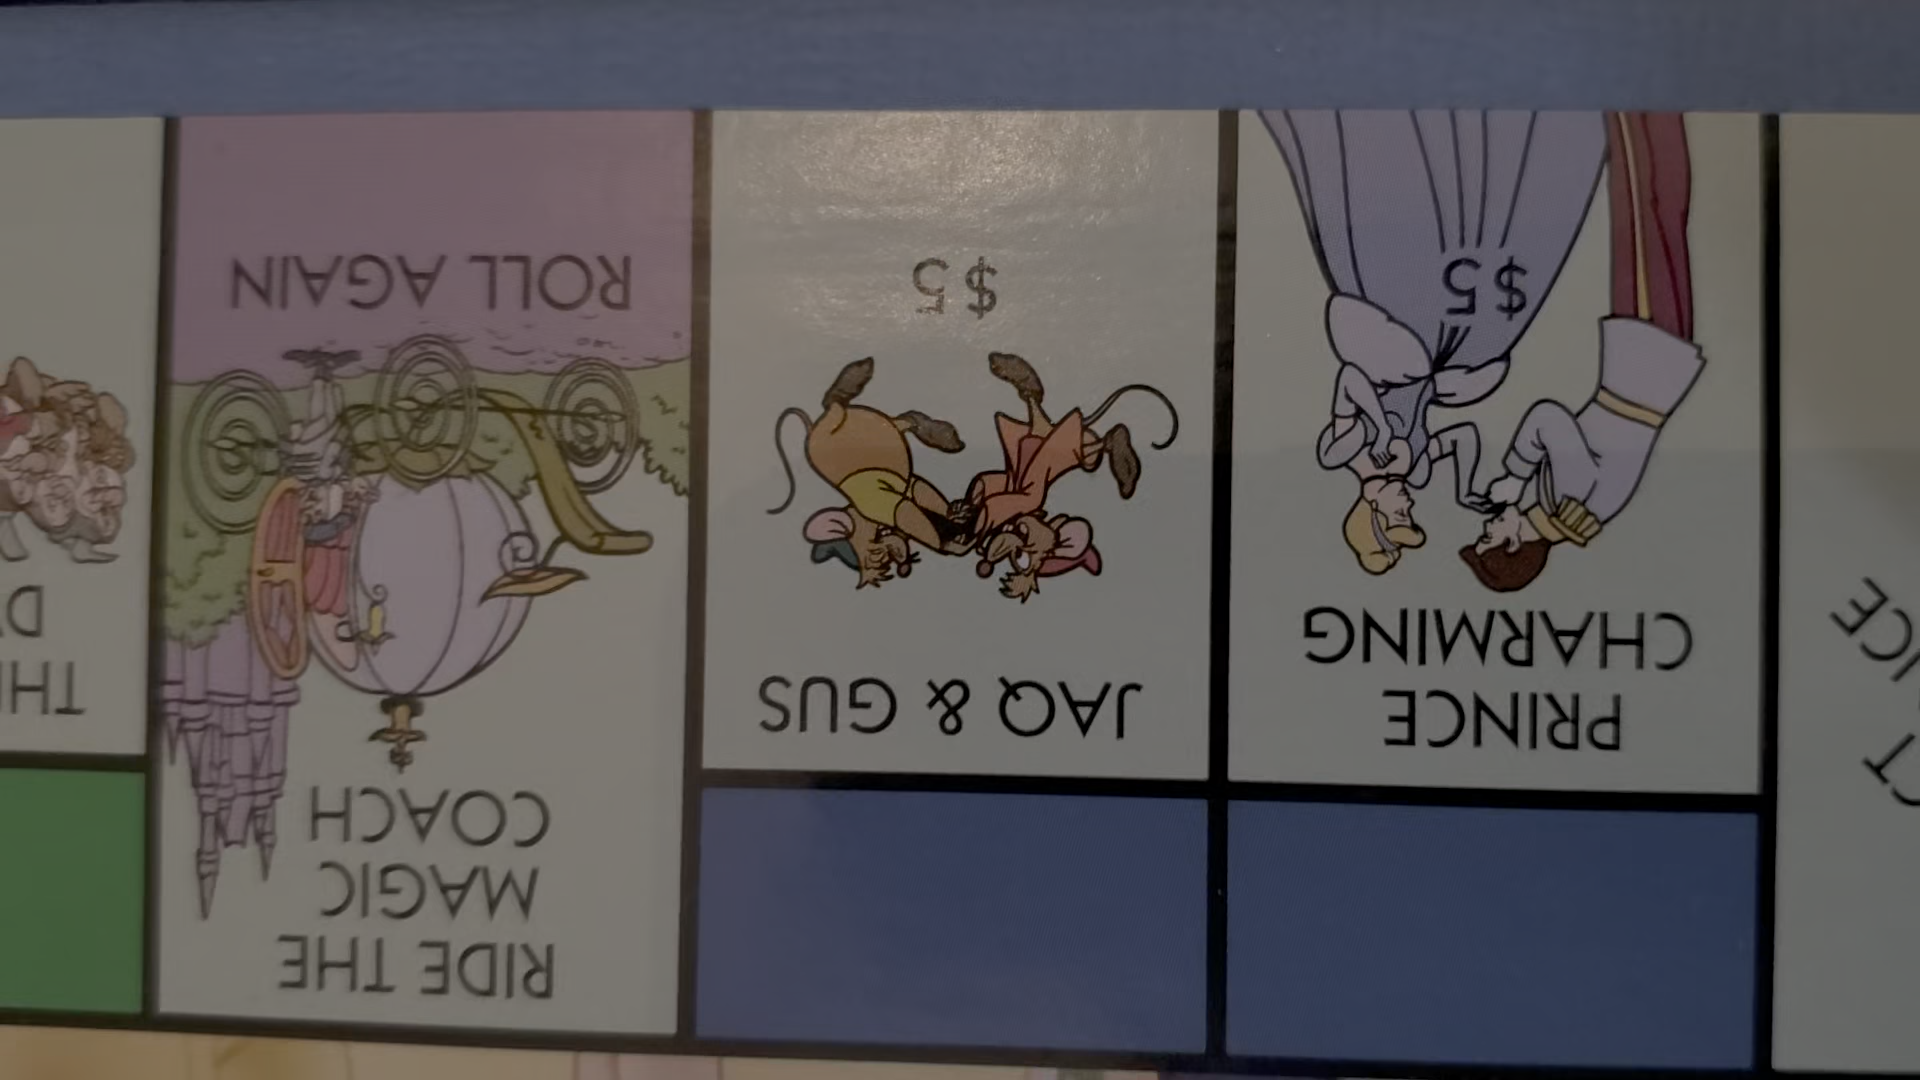 PRINCE
CHARMING
$5
JAQ & GUS
$5
RIDE THE
MAGIC
COACH
ROLL AGAIN